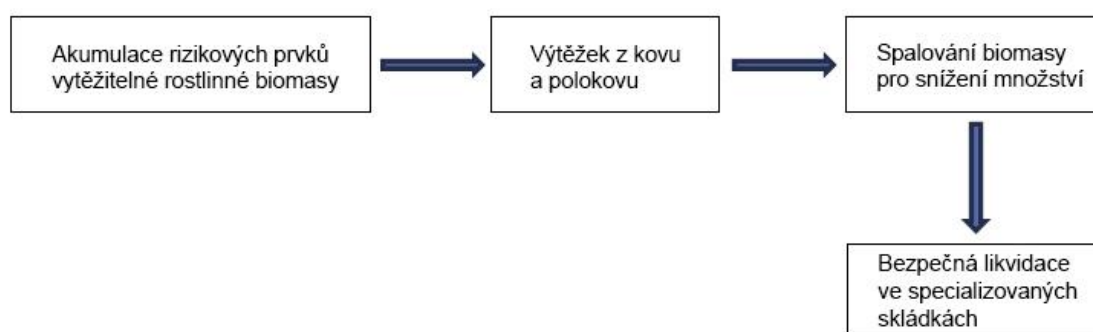 Akumulace rizikových prvků
vytěžitelné rostlinné biomasy
Výtěžek z kovu
a polokovu
Spalování biomasy
pro snížení množství
Bezpečná likvidace
ve specializovaných
skládkách